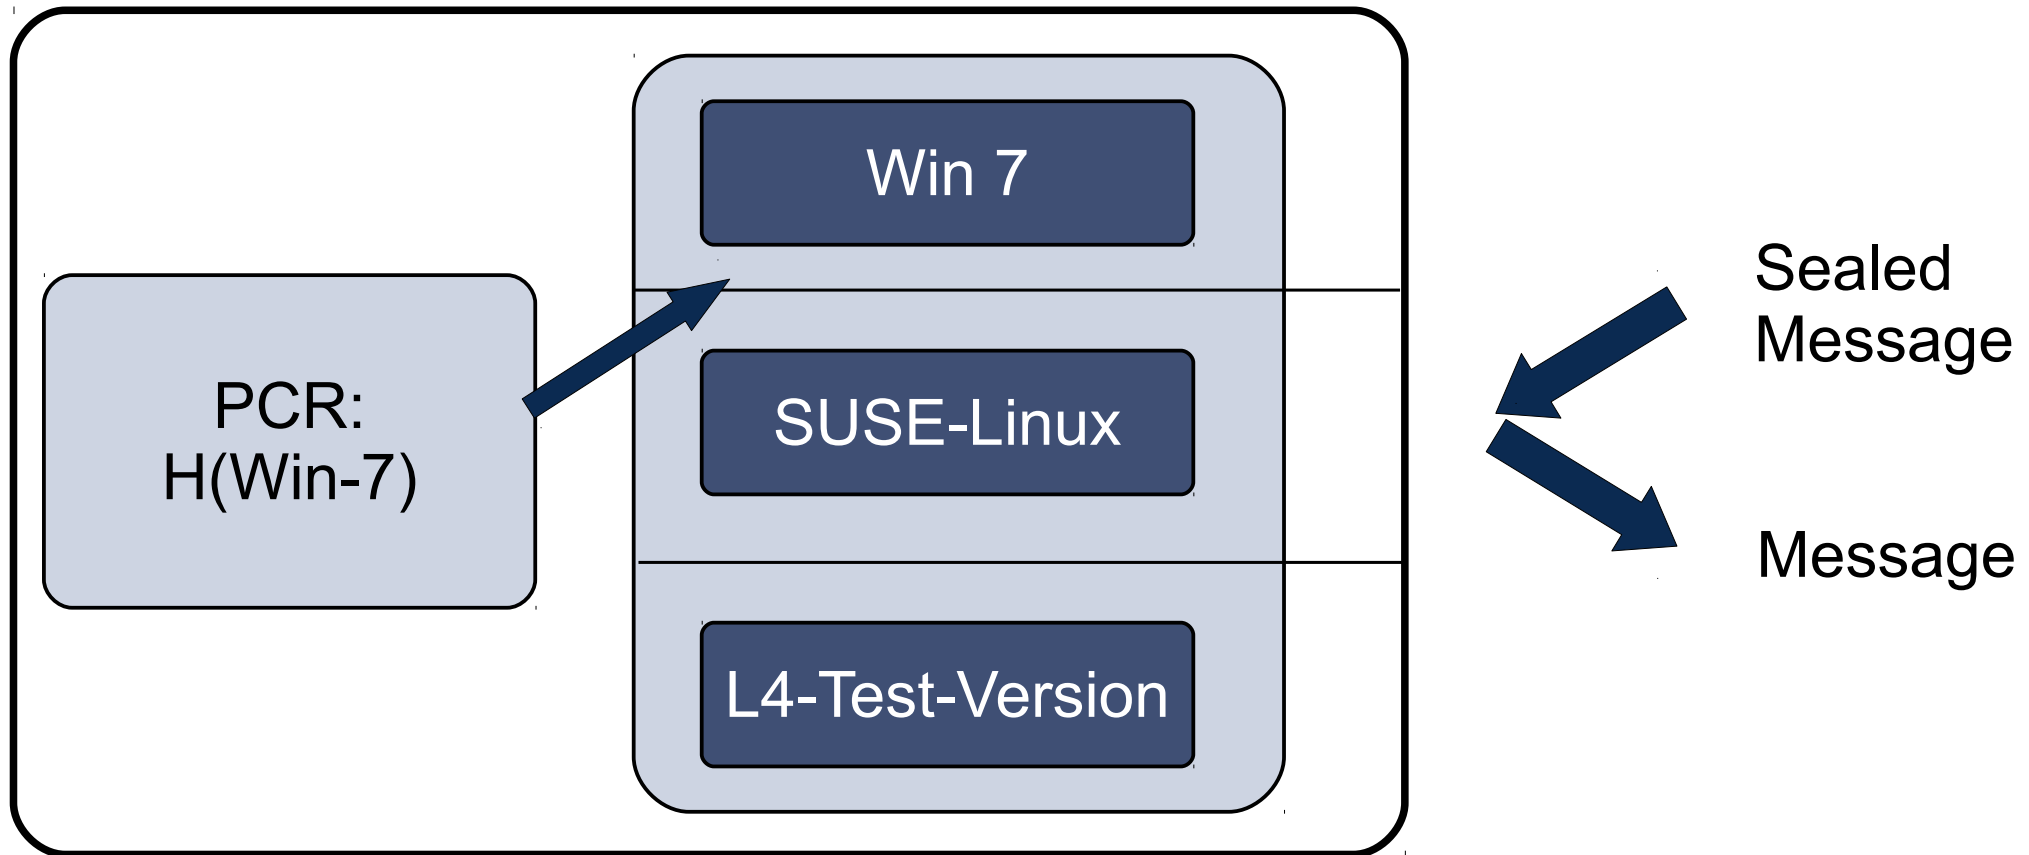 Win 7
Sealed
Message
PCR:
H(Win-7)
SUSE-Linux
Message
L4-Test-Version